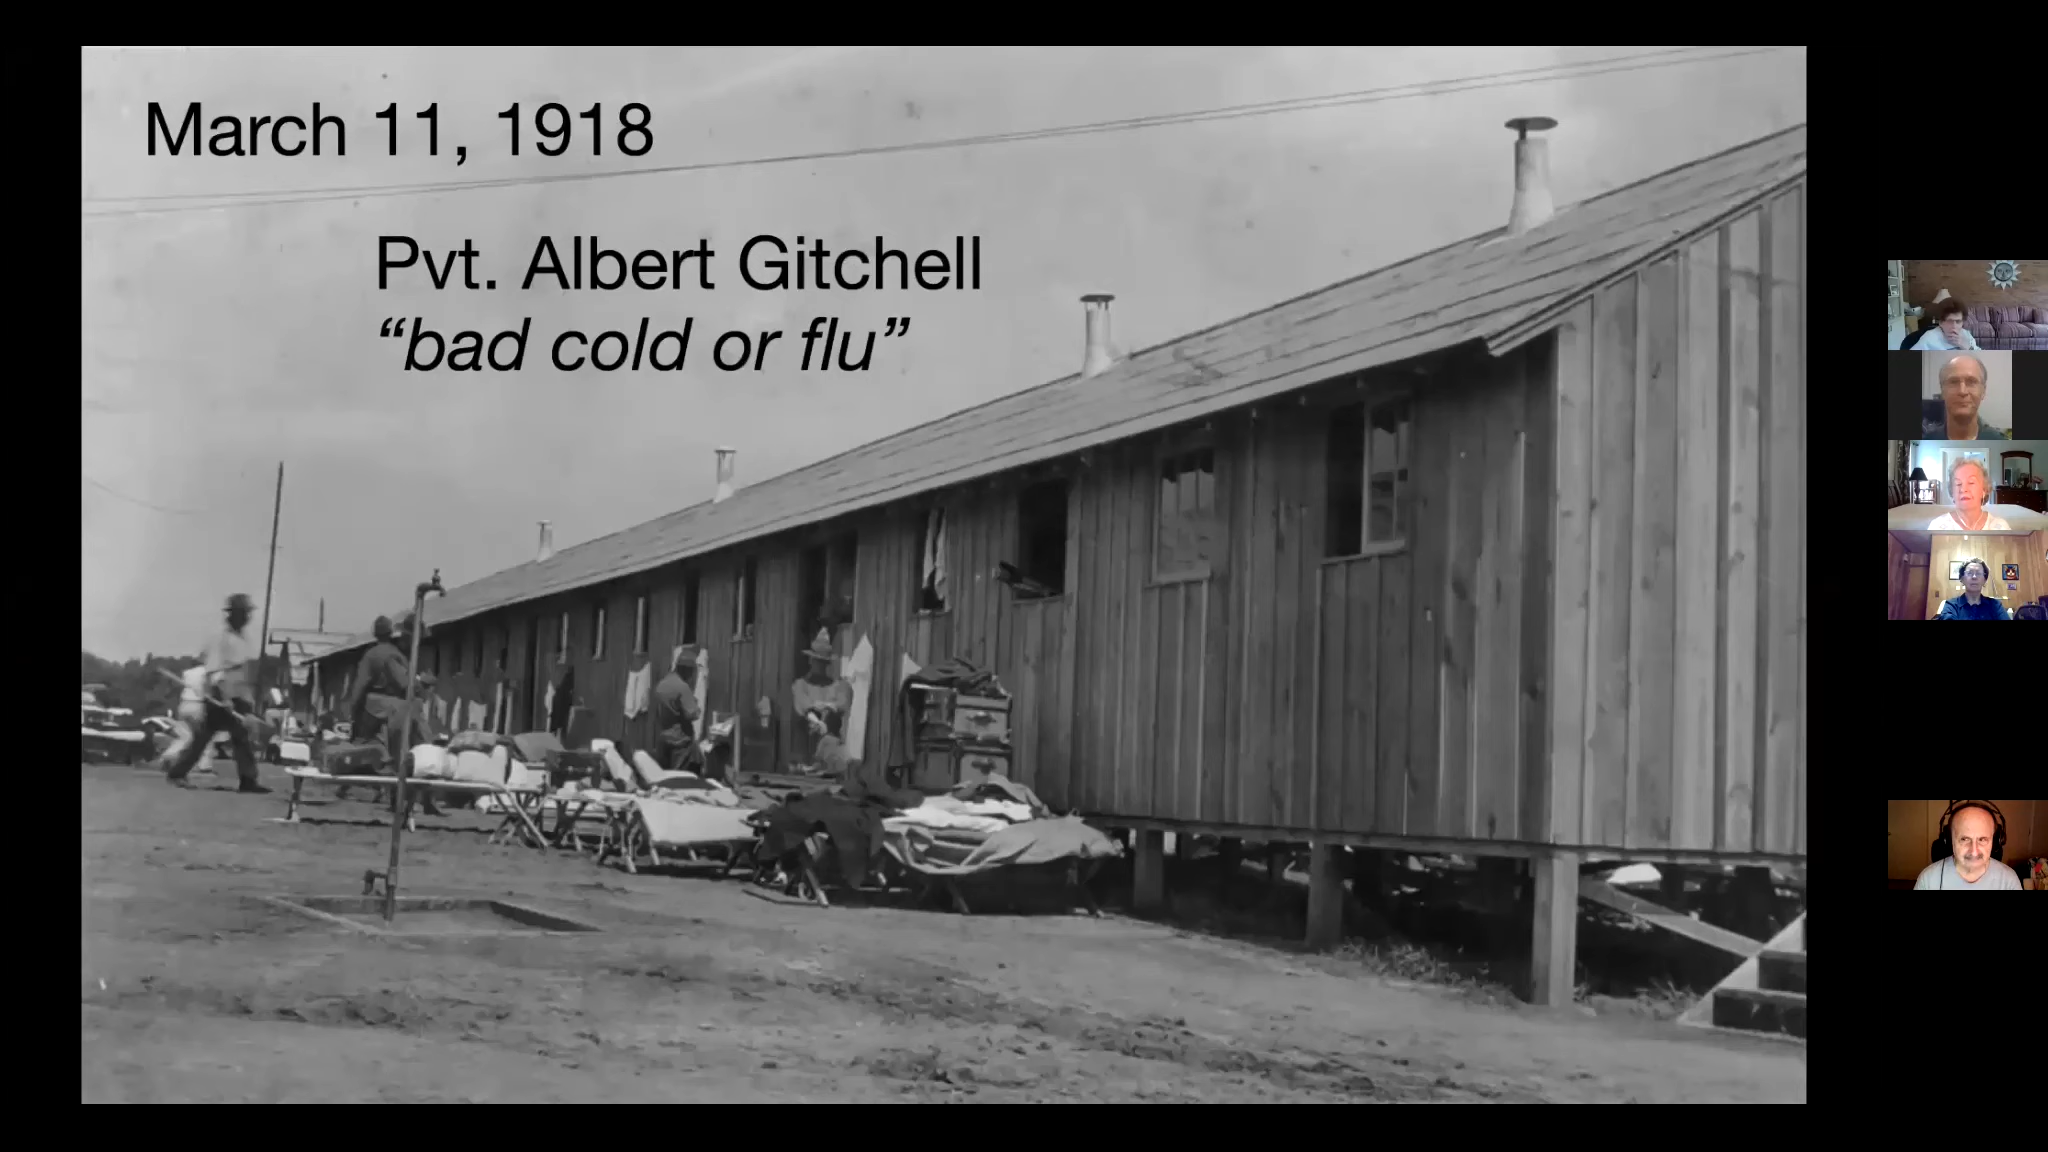 March 11, 1918
Pvt. Albert Gitchell
“bad cold or flu”